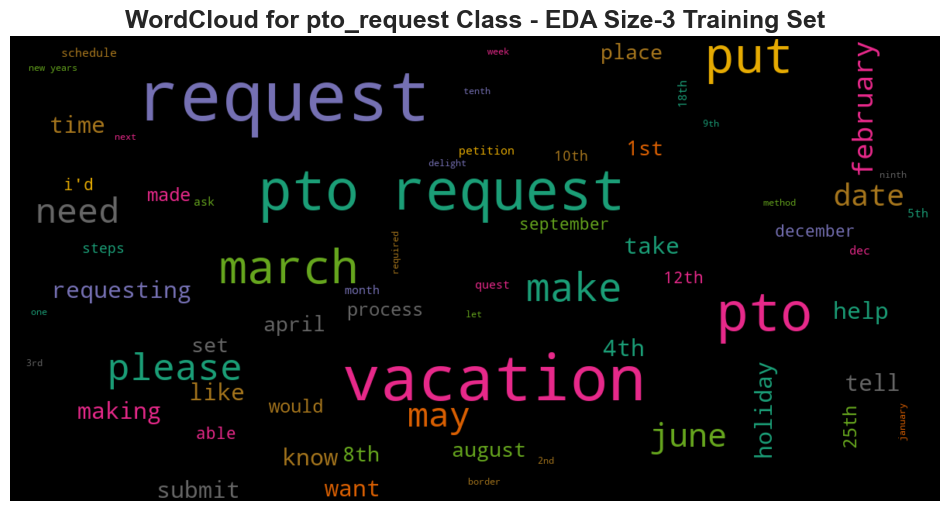 WordCloud for pto_request Class - EDA Size-3 Training Set
schedule
week
place
put
february
new years
request
tenth
18th
time
next
9th
petition
delight
10th
1st
i'd
need
made
ask
pto request
date
ninth
method
5th
september
december
steps
march
required
take
dec
requesting
month
quest
make
12th
one
april
process
let
pto
help
3rd
set
please
vacation
4th
like
holiday
tell
making
would
may
june
25th
january
able
know
8th
august
2nd
submit
want
border